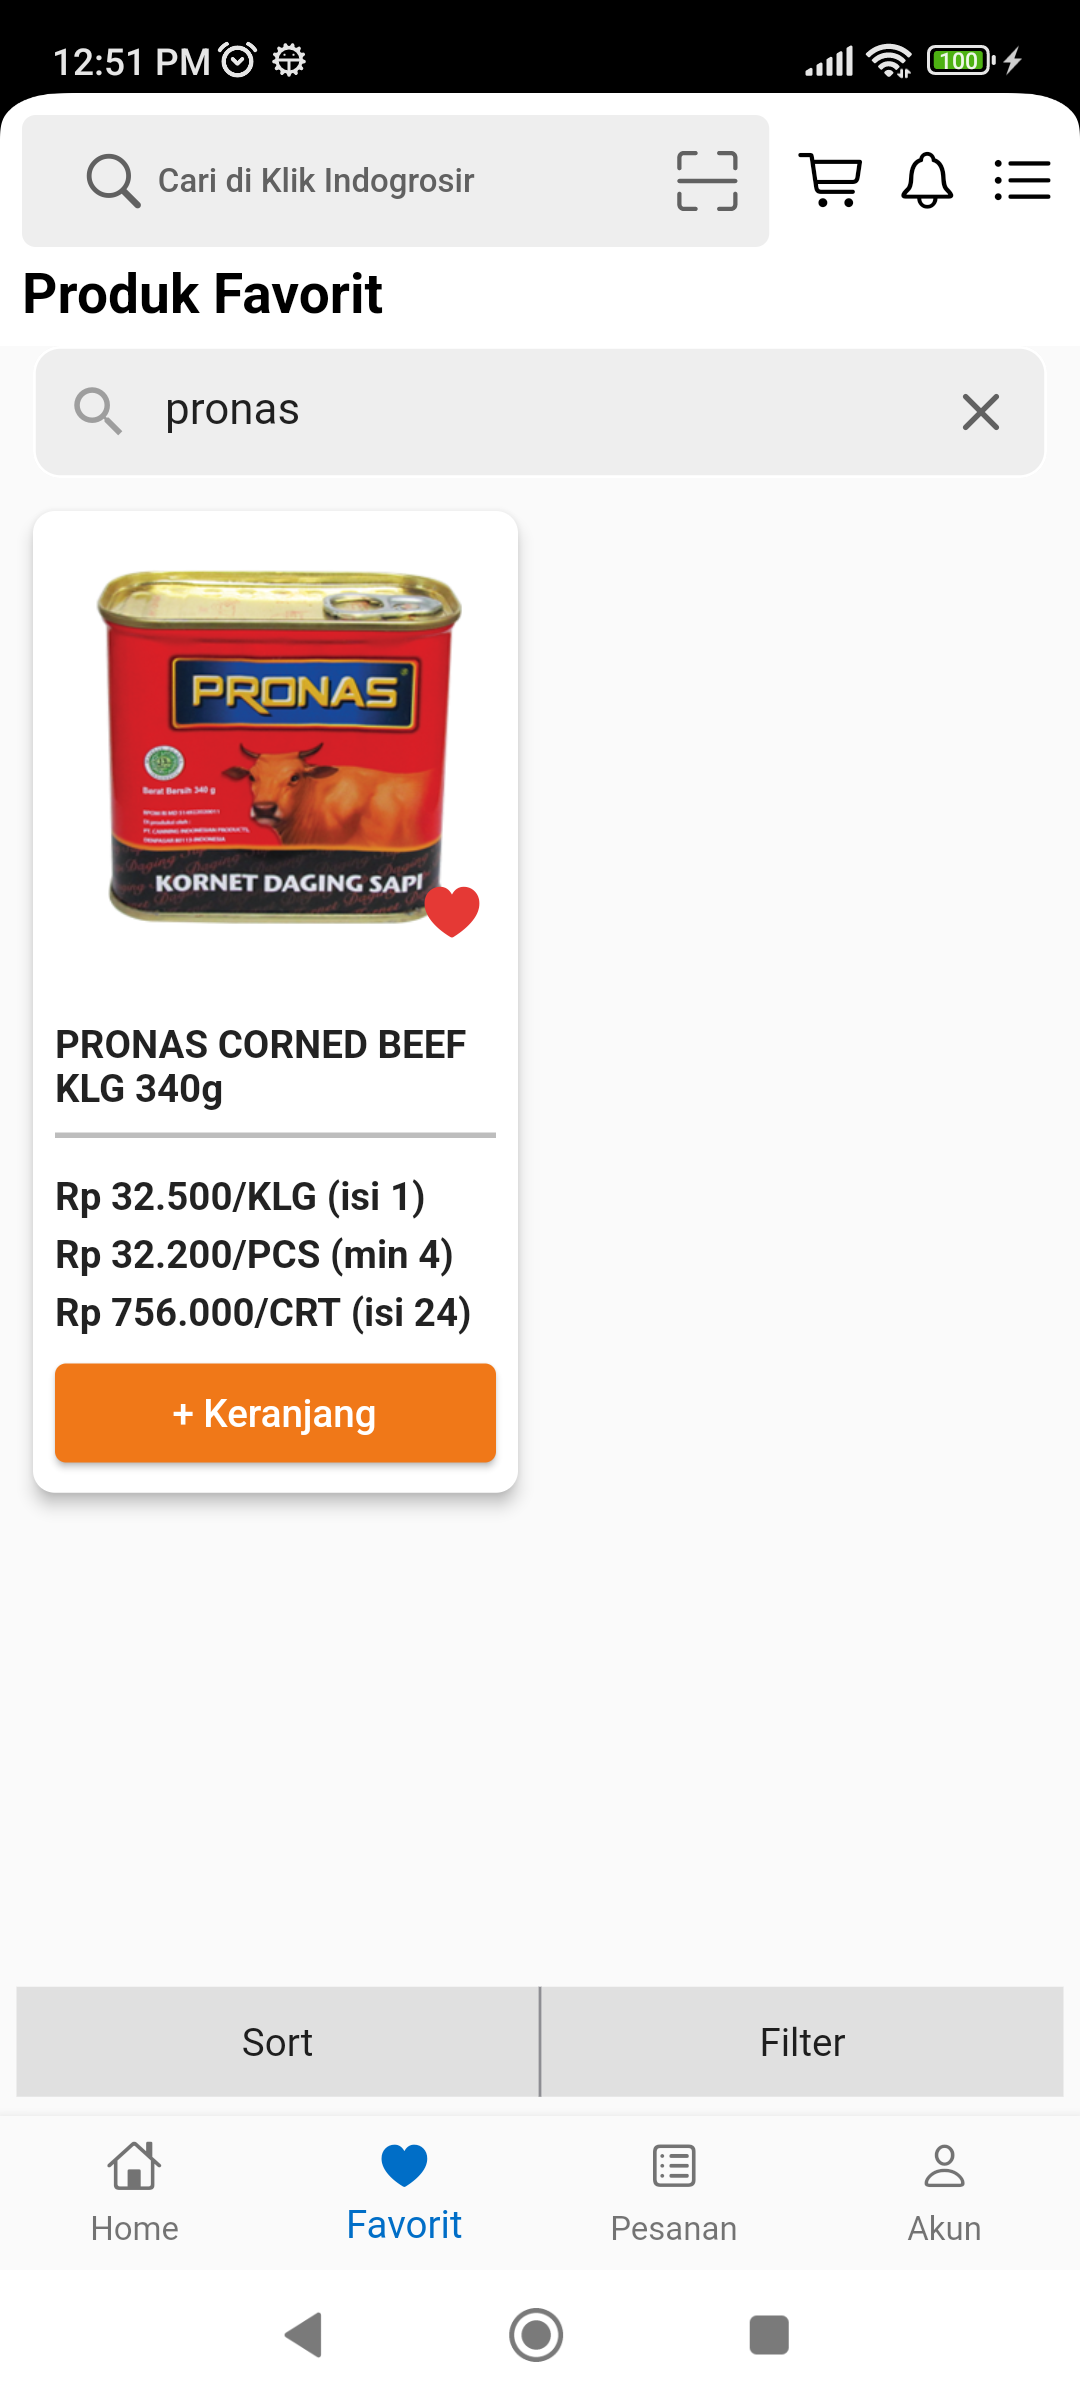 12:51 PM
100
Cari di Klik Indogrosir
Produk Favorit
pronas
PRONAS
Berat Bersih 340 g
KORNET DAGING SAPI
PRONAS CORNED BEEF
KLG 340g
Rp 32.500/KLG (isi 1)
Rp 32.200/PCS (min 4)
Rp 756.000/CRT (isi 24)
+ Keranjang
Sort
Filter
Home
Favorit
Pesanan
Akun